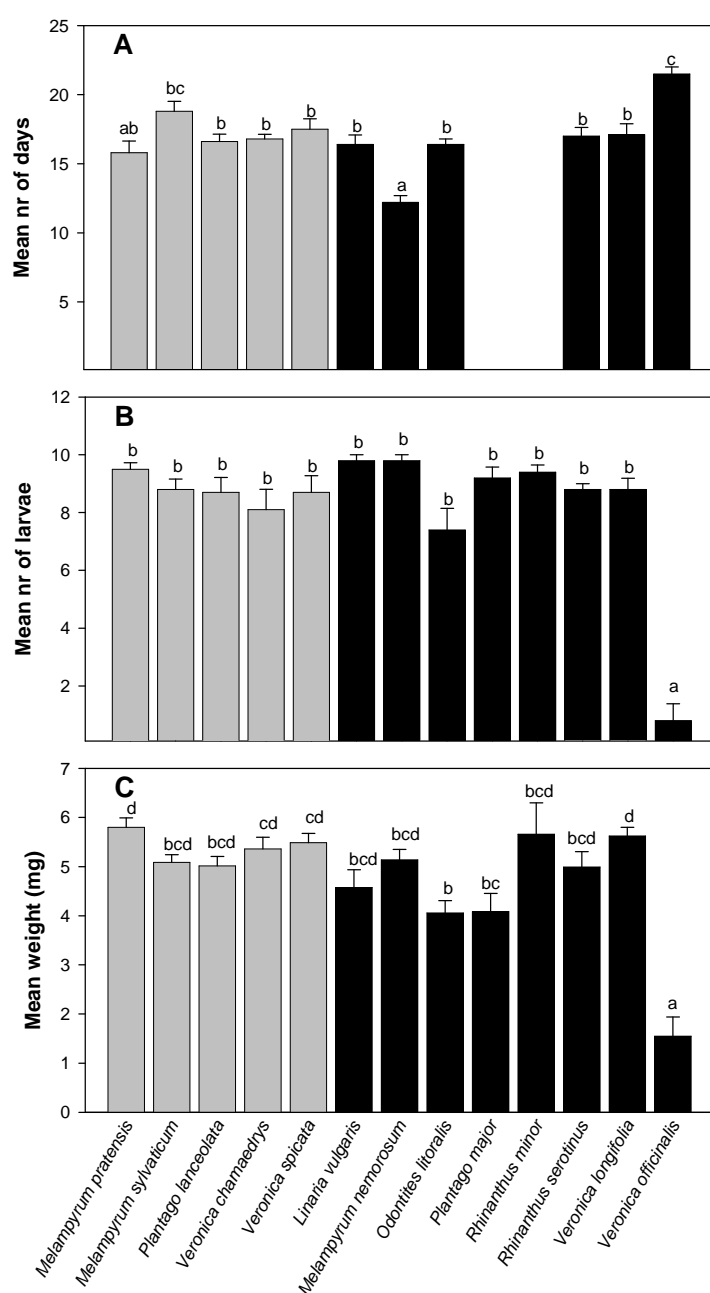 A
Mean nr of days
25
20
15
10
5
ab
bc
b
b
b
b
a
b
b
b
c
B
Mean nr of larvae
12
10
8
6
4
2
b
b
b
b
b
b
b
b
b
b
b
b
a
C
Mean weight (mg)
7
6
5
4
3
2
1
0
d
bcd
bcd
cd
cd
bcd
bcd
b
bc
bcd
bcd
d
a
Melampyrum pratensis
Melampyrum sylvaticum
Plantago lanceolata
Veronica chamaedrys
Veronica spicata
Linaria vulgaris
Melampyrum nemorosum
Odontites litoralis
Plantago major
Rhinanthus minor
Rhinanthus serotinus
Veronica longifolia
Veronica officinalis